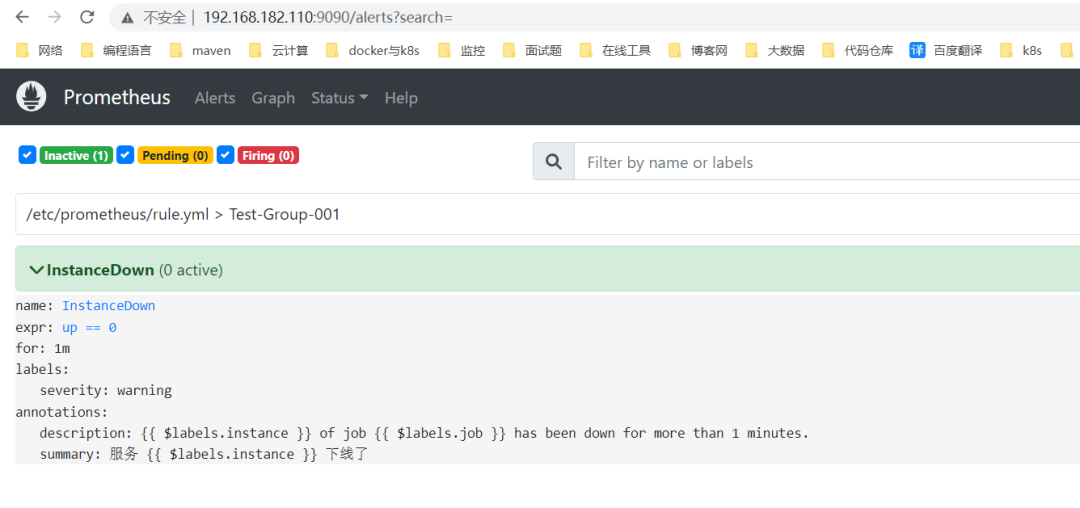 不安全 | 192.168.182.110:9090/alerts?search=
网络 编程语言 maven 云计算 docker与k8s 监控 面试题 在线工具 博客网 大数据 代码仓库 译 百度翻译 k8s
Prometheus Alerts Graph Status Help
Inactive (1) Pending (0) Firing (0) Filter by name or labels
/etc/prometheus/rule.yml > Test-Group-001
InstanceDown (0 active)
name: InstanceDown
expr: up == 0
for: 1m
labels:
severity: warning
annotations:
description: {{ $labels.instance }} of job {{ $labels.job }} has been down for more than 1 minutes.
summary: 服务 {{ $labels.instance }} 下线了